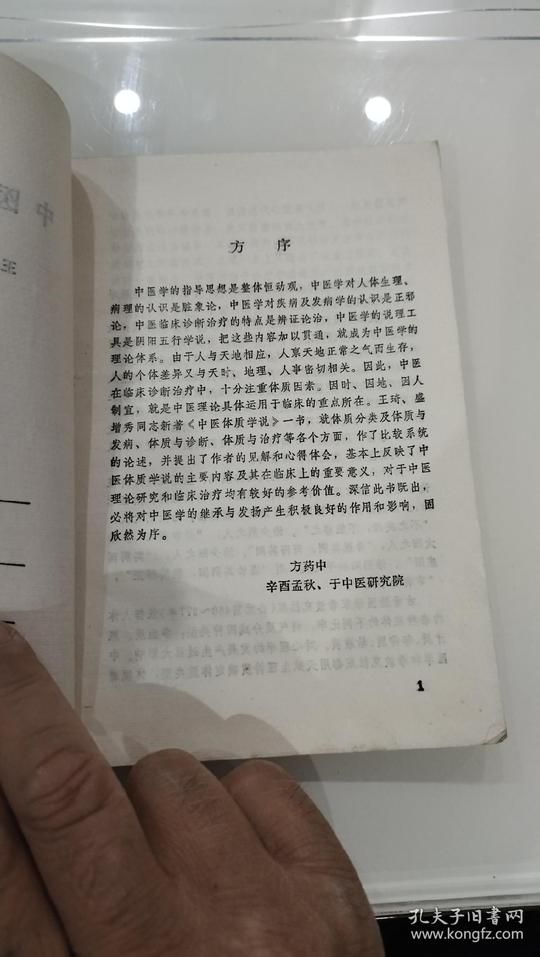 方 序
中医学的指导思想是整体恒动观，中医学对人体生理、
病理的认识是脏象论，中医学对疾病及发病学的认识是正邪
论，中医临床诊断治疗的特点是辨证论治，中医学的说理工
具是阴阳五行学说，把这些内容加以贯通，就成为中医学的
理论体系。由于人与天地相应，人禀天地正常之气而生存，
人的个体差异又与天时、地理、人事密切相关。因此，中医
在临床诊断治疗中，十分注重体质因素。因时、因地、因人
制宜，就是中医理论具体运用于临床的重点所在。王琦、盛
增秀同志新著《中医体质学说》一书，就体质分类及体质与
发病、体质与诊断、体质与治疗等各个方面，作了比较系统
的论述，并提出了作者的见解和心得体会，基本上反映了中
医体质学说的主要内容及其在临床上的重要意义，对于中医
理论研究和临床治疗均有较好的参考价值。深信此书既出，
必将对中医学的继承与发扬产生积极良好的作用和影响，固
欣然为序。
方药中
辛酉孟秋、于中医研究院
1
中医
王
孔夫子旧书网
www.kongfz.com